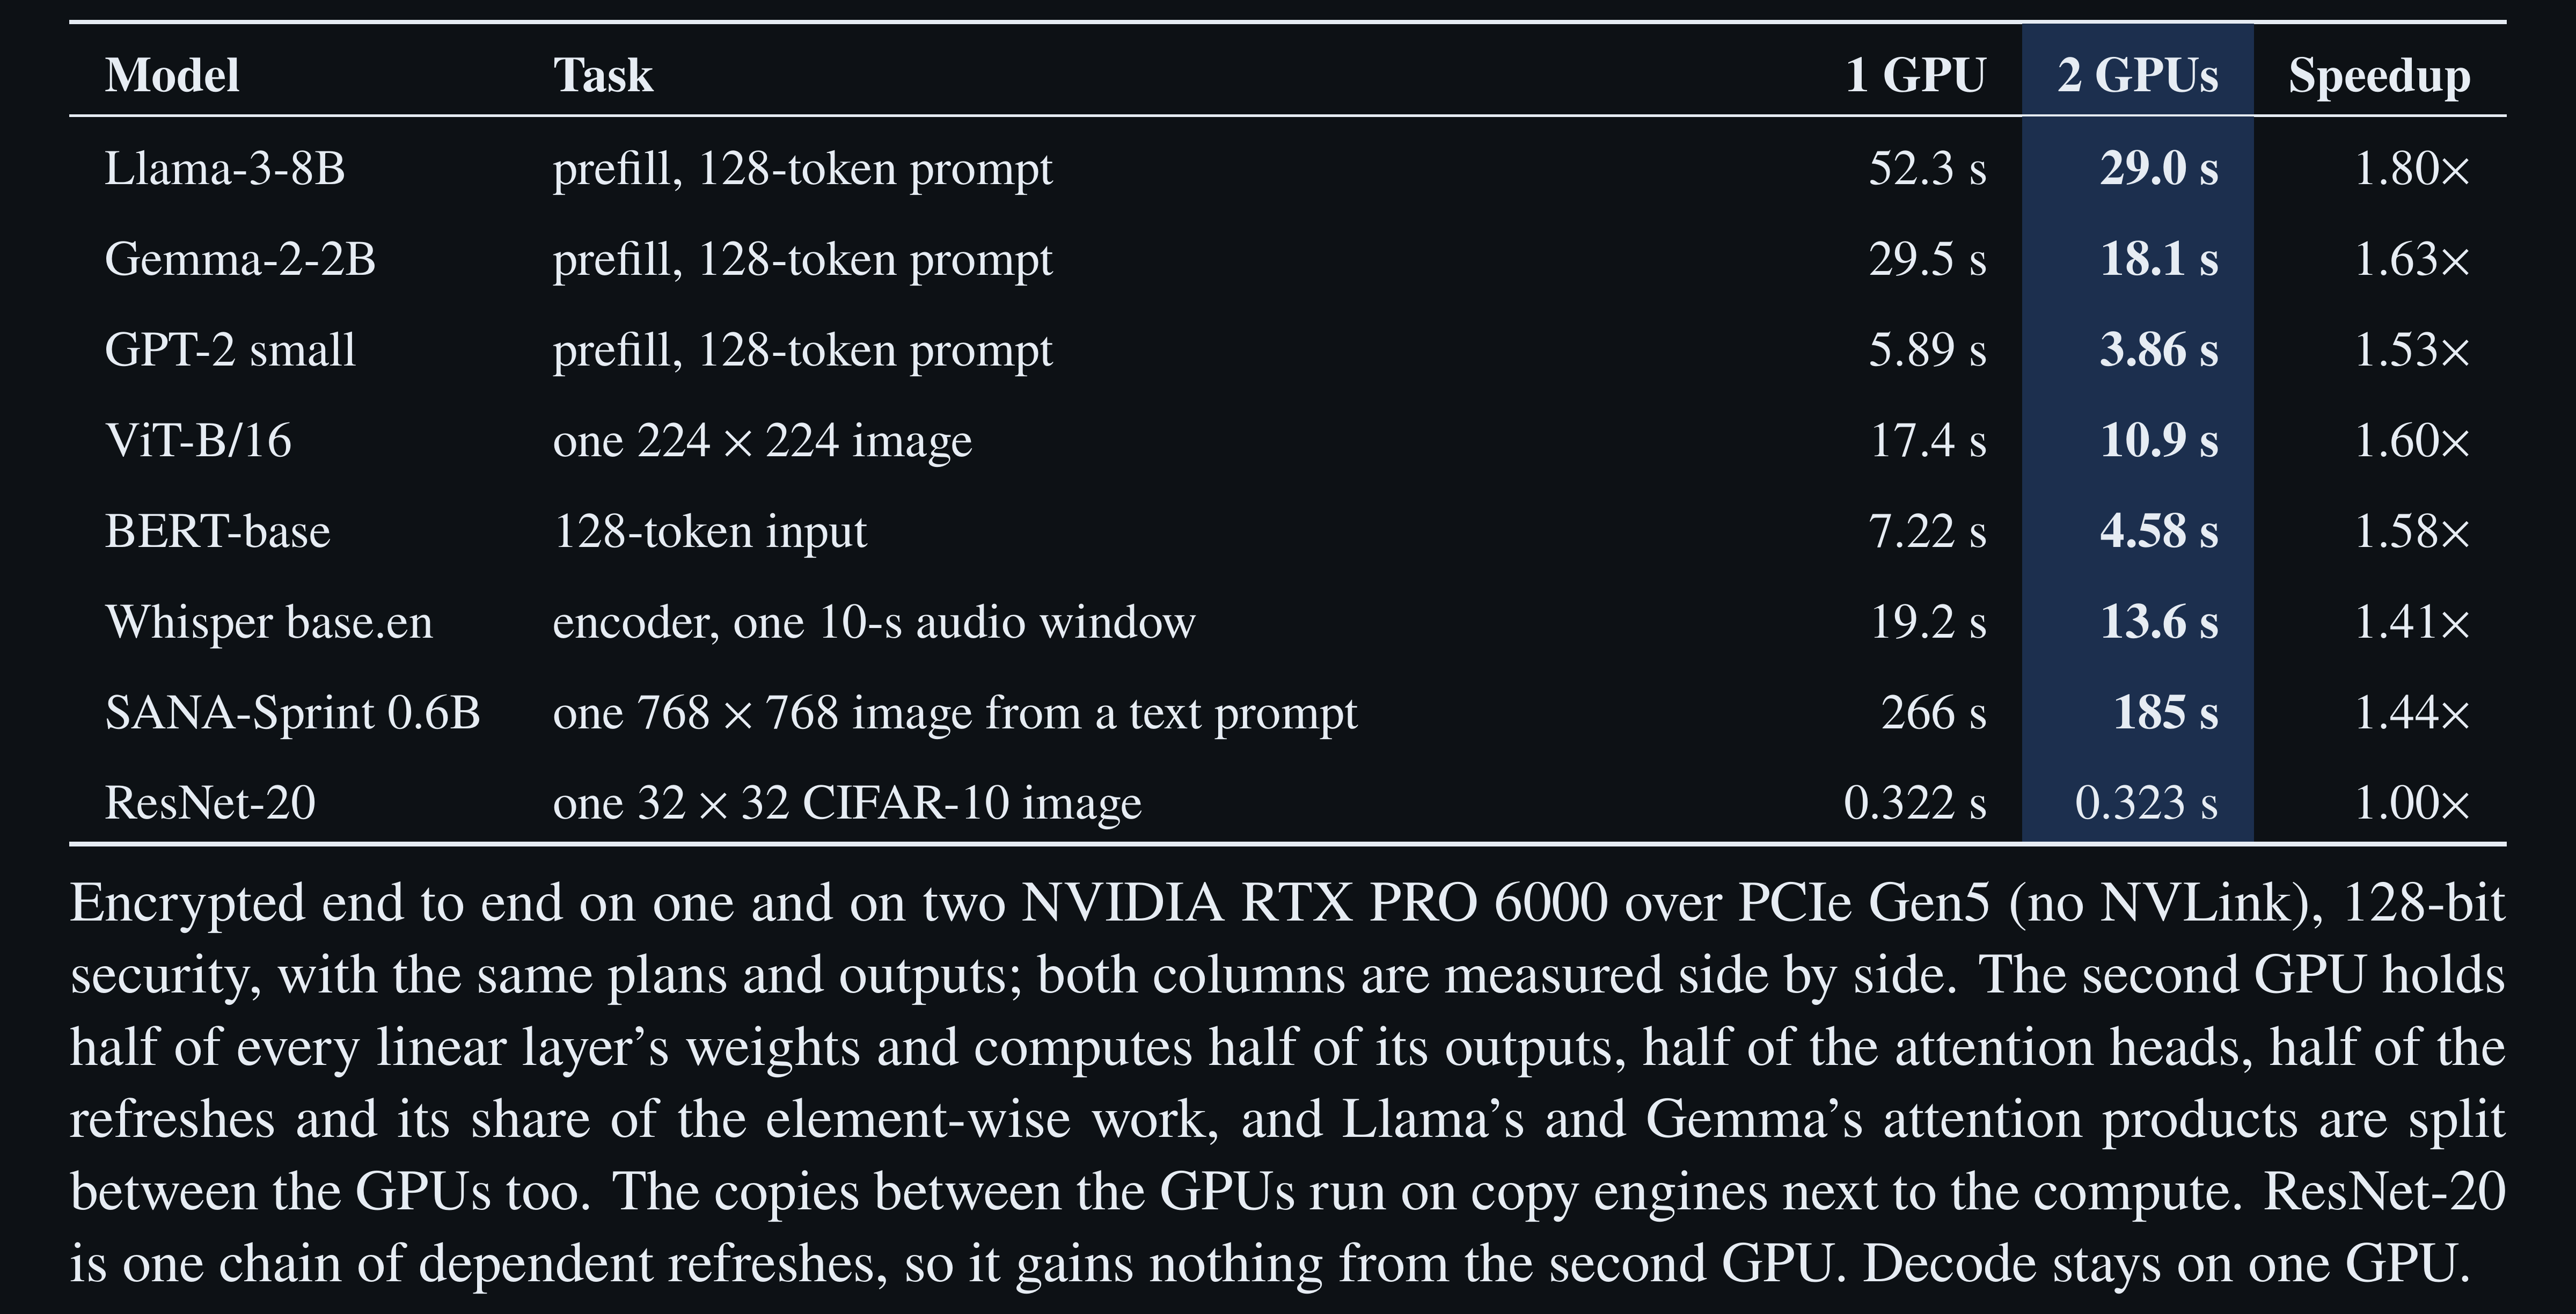 Model Task 1 GPU 2 GPUs Speedup
Llama-3-8B prefill, 128-token prompt 52.3 s 29.0 s 1.80×
Gemma-2-2B prefill, 128-token prompt 29.5 s 18.1 s 1.63×
GPT-2 small prefill, 128-token prompt 5.89 s 3.86 s 1.53×
ViT-B/16 one 224 × 224 image 17.4 s 10.9 s 1.60×
BERT-base 128-token input 7.22 s 4.58 s 1.58×
Whisper base.en encoder, one 10-s audio window 19.2 s 13.6 s 1.41×
SANA-Sprint 0.6B one 768 × 768 image from a text prompt 266 s 185 s 1.44×
ResNet-20 one 32 × 32 CIFAR-10 image 0.322 s 0.323 s 1.00×
Encrypted end to end on one and on two NVIDIA RTX PRO 6000 over PCIe Gen5 (no NVLink), 128-bit
security, with the same plans and outputs; both columns are measured side by side. The second GPU holds
half of every linear layer’s weights and computes half of its outputs, half of the attention heads, half of the
refreshes and its share of the element-wise work, and Llama’s and Gemma’s attention products are split
between the GPUs too. The copies between the GPUs run on copy engines next to the compute. ResNet-20
is one chain of dependent refreshes, so it gains nothing from the second GPU. Decode stays on one GPU.